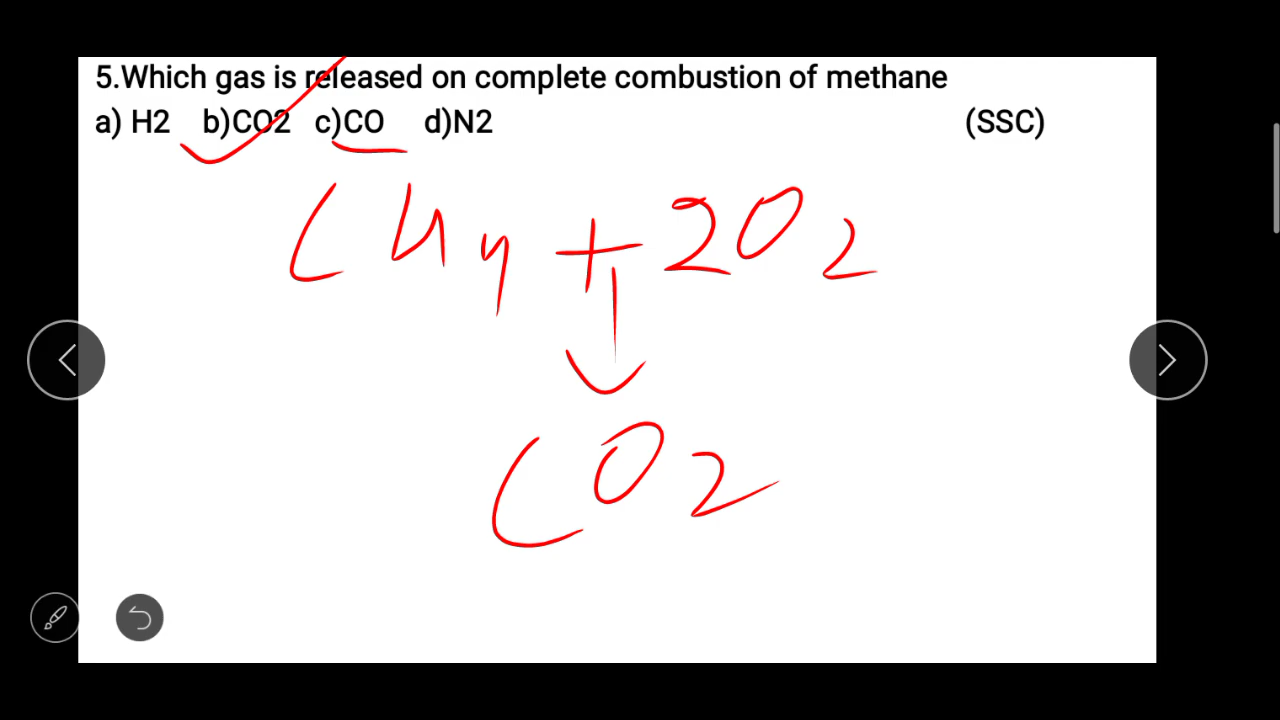 5.Which gas is released on complete combustion of methane
a) H2 b)CO2 c)CO d)N2 (SSC)
CH4 + 2O2
CO2